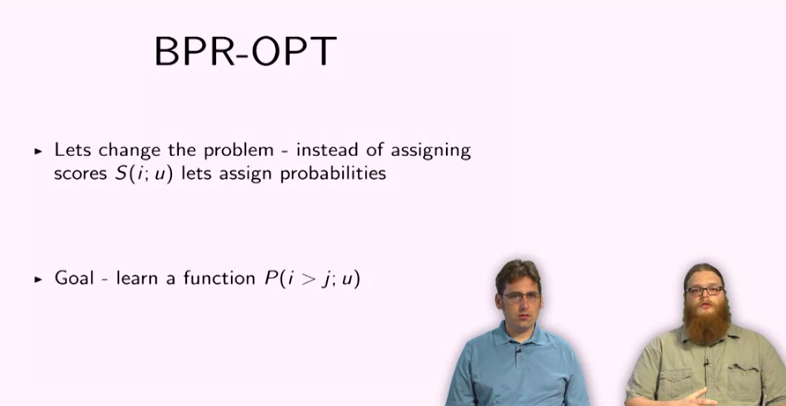 BPR-OPT
▸ Lets change the problem - instead of assigning
scores S(i; u) lets assign probabilities
▸ Goal - learn a function P(i > j; u)